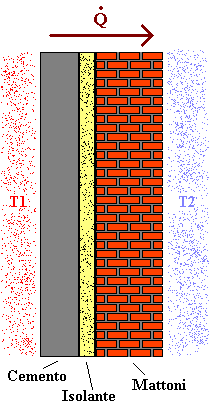 Q̇
T1
T2
Cemento
Isolante
Mattoni